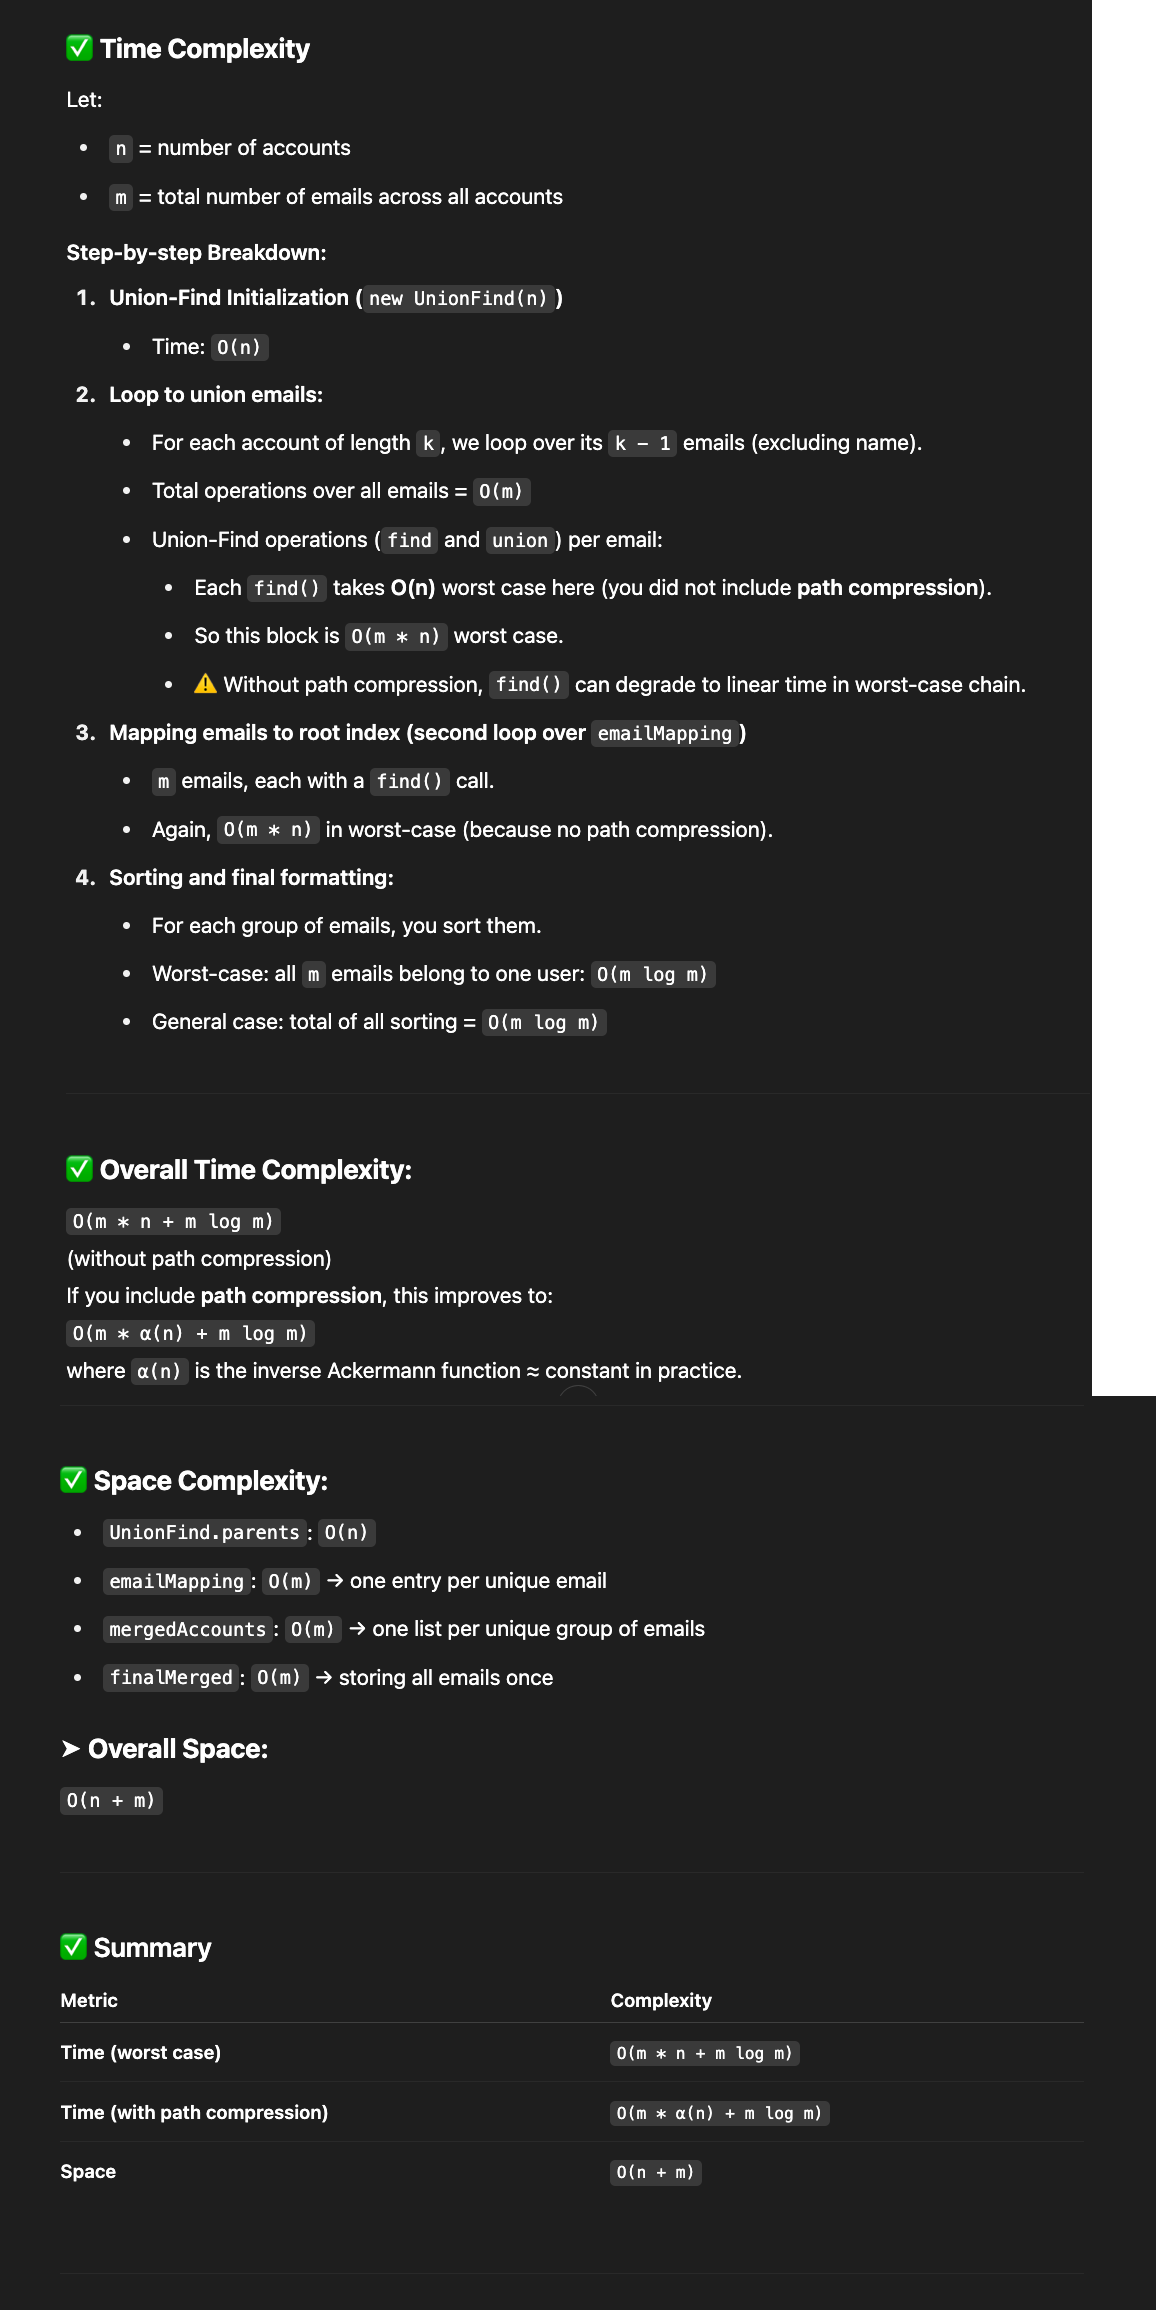 ✅ Time Complexity
Let:
• n = number of accounts
• m = total number of emails across all accounts
Step-by-step Breakdown:
1. Union-Find Initialization (new UnionFind(n))
• Time: O(n)
2. Loop to union emails:
• For each account of length k, we loop over its k - 1 emails (excluding name).
• Total operations over all emails = O(m)
• Union-Find operations (find and union) per email:
• Each find() takes O(n) worst case here (you did not include path compression).
• So this block is O(m * n) worst case.
• ⚠️ Without path compression, find() can degrade to linear time in worst-case chain.
3. Mapping emails to root index (second loop over emailMapping)
• m emails, each with a find() call.
• Again, O(m * n) in worst-case (because no path compression).
4. Sorting and final formatting:
• For each group of emails, you sort them.
• Worst-case: all m emails belong to one user: O(m log m)
• General case: total of all sorting = O(m log m)
✅ Overall Time Complexity:
O(m * n + m log m)
(without path compression)
If you include path compression, this improves to:
O(m * α(n) + m log m)
where α(n) is the inverse Ackermann function ≈ constant in practice.
✅ Space Complexity:
• UnionFind.parents: O(n)
• emailMapping: O(m) → one entry per unique email
• mergedAccounts: O(m) → one list per unique group of emails
• finalMerged: O(m) → storing all emails once
➤ Overall Space:
O(n + m)
✅ Summary
Metric Complexity
Time (worst case) O(m * n + m log m)
Time (with path compression) O(m * α(n) + m log m)
Space O(n + m)